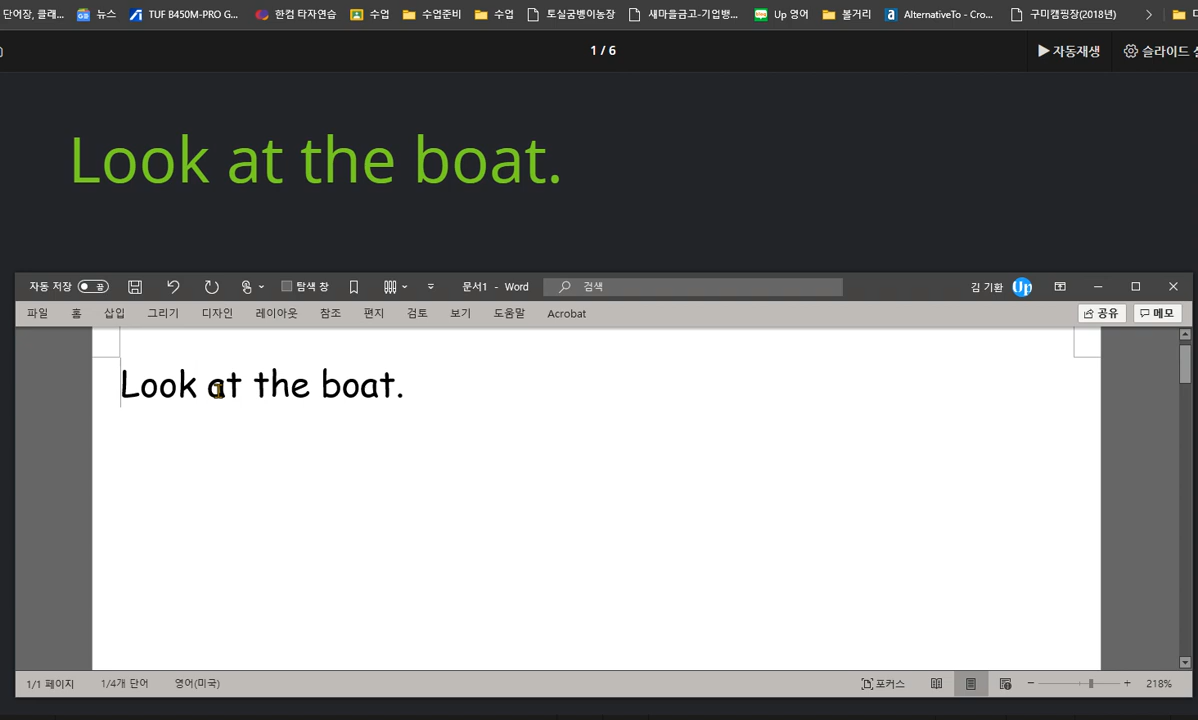 단어장, 클래... 뉴스 TUF B450M-PRO G... 한컴 타자연습 수업 수업준비 수업 토실굼벵이농장 새마을금고-기업뱅... Up 영어 볼거리 AlternativeTo - Cro... 구미캠핑장(2018년)
1 / 6 자동재생 슬라이드
Look at the boat.
자동 저장 끔 탐색 창 문서1 - Word 검색 김 기환 Up
파일 홈 삽입 그리기 디자인 레이아웃 참조 편지 검토 보기 도움말 Acrobat 공유 메모
Look at the boat.
1/1 페이지 1/4개 단어 영어(미국) 포커스 218%